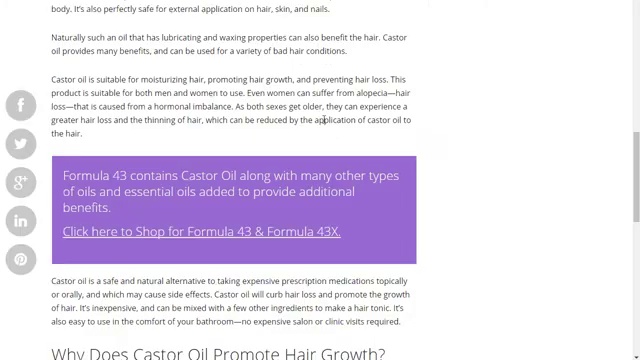 body. It's also perfectly safe for external application on hair, skin, and nails.
Naturally such an oil that has lubricating and waxing properties can also benefit the hair. Castor
oil provides many benefits, and can be used for a variety of bad hair conditions.
Castor oil is suitable for moisturizing hair, promoting hair growth, and preventing hair loss. This
product is suitable for both men and women to use. Even women can suffer from alopecia—hair
loss—that is caused from a hormonal imbalance. As both sexes get older, they can experience a
greater hair loss and the thinning of hair, which can be reduced by the application of castor oil to
the hair.
Formula 43 contains Castor Oil along with many other types
of oils and essential oils added to provide additional
benefits.
Click here to Shop for Formula 43 & Formula 43X.
Castor oil is a safe and natural alternative to taking expensive prescription medications topically
or orally, and which may cause side effects. Castor oil will curb hair loss and promote the growth
of hair. It's inexpensive, and can be mixed with a few other ingredients to make a hair tonic. It's
also easy to use in the comfort of your bathroom—no expensive salon or clinic visits required.
Why Does Castor Oil Promote Hair Growth?